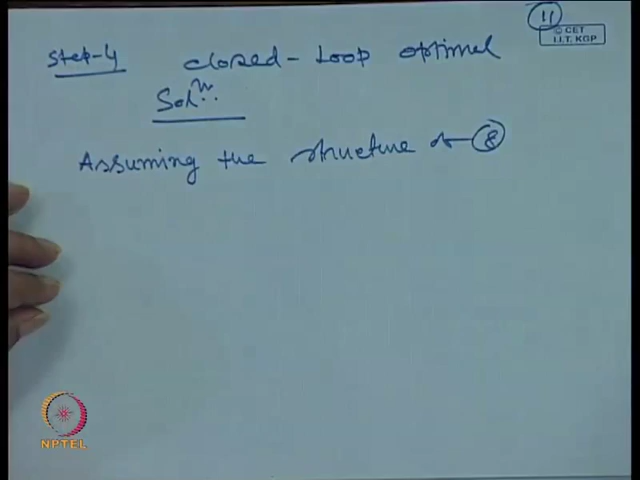 11
© CET
I.I.T. KGP
Step-4 closed-Loop optimal
Solⁿ:
Assuming the structure of 8
NPTEL